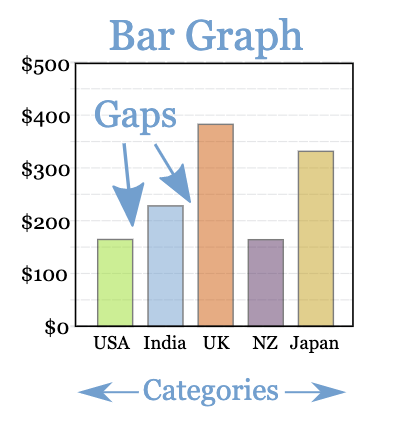 Bar Graph
$500
$400
Gaps
$300
$200
$100
$0
USA India UK NZ Japan
Categories